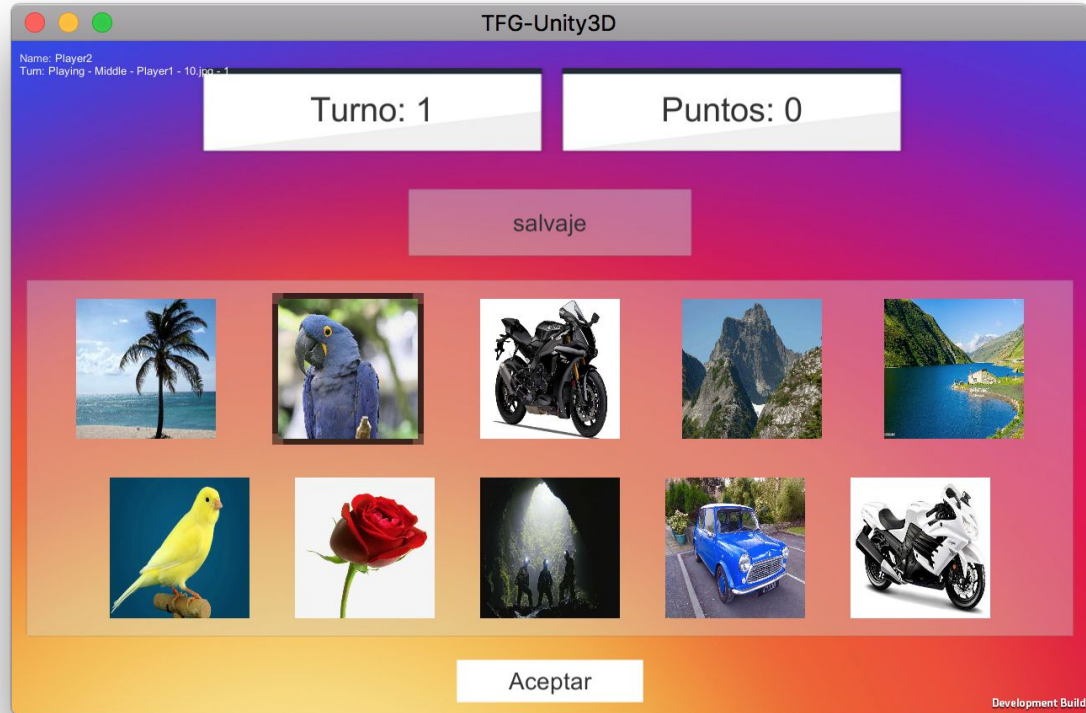 TFG-Unity3D
Name: Player2
Turn: Playing - Middle - Player1 - 10.jpg - 1
Turno: 1
Puntos: 0
salvaje
Aceptar
Development Build